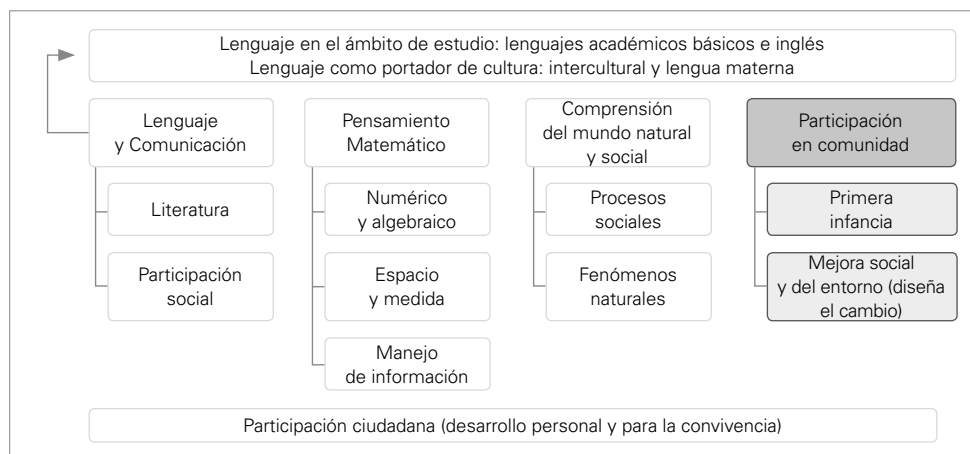 Lenguaje en el ámbito de estudio: lenguajes académicos básicos e inglés
Lenguaje como portador de cultura: intercultural y lengua materna
Lenguaje
y Comunicación
Literatura
Participación
social
Pensamiento
Matemático
Numérico
y algebraico
Espacio
y medida
Manejo
de información
Comprensión
del mundo natural
y social
Procesos
sociales
Fenómenos
naturales
Participación
en comunidad
Primera
infancia
Mejora social
y del entorno (diseña
el cambio)
Participación ciudadana (desarrollo personal y para la convivencia)